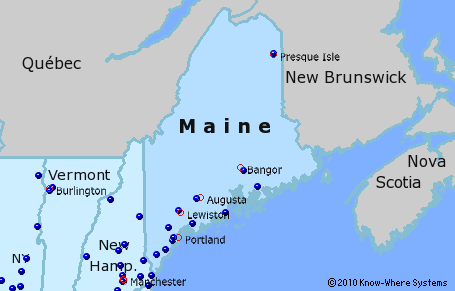 Québec
Presque Isle
New Brunswick
Maine
Nova
Scotia
Bangor
Vermont
Burlington
Augusta
Lewiston
Portland
New
Hamp.
NY
Manchester
©2010 Know-Where Systems